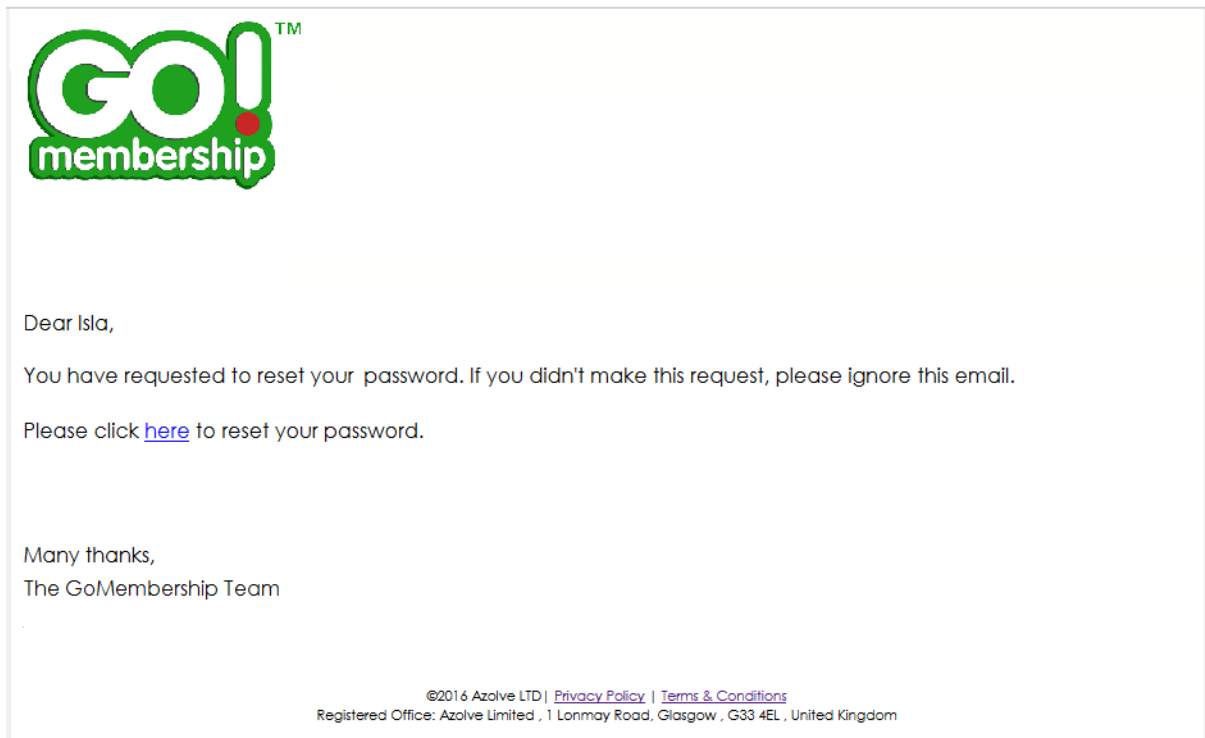 GO!™
membership
Dear Isla,
You have requested to reset your  password. If you didn't make this request, please ignore this email.
Please click here to reset your password.
Many thanks,
The GoMembership Team
©2016 Azolve LTD| Privacy Policy | Terms & Conditions
Registered Office: Azolve Limited , 1 Lonmay Road, Glasgow , G33 4EL , United Kingdom